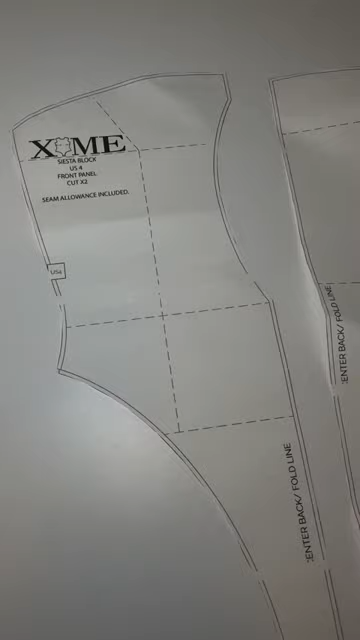 X ME
SIESTA BLOCK
US 4
FRONT PANEL
CUT X2
SEAM ALLOWANCE INCLUDED.
US4
:ENTER BACK/ FOLD LINE
:ENTER BACK/ FOLD LINE